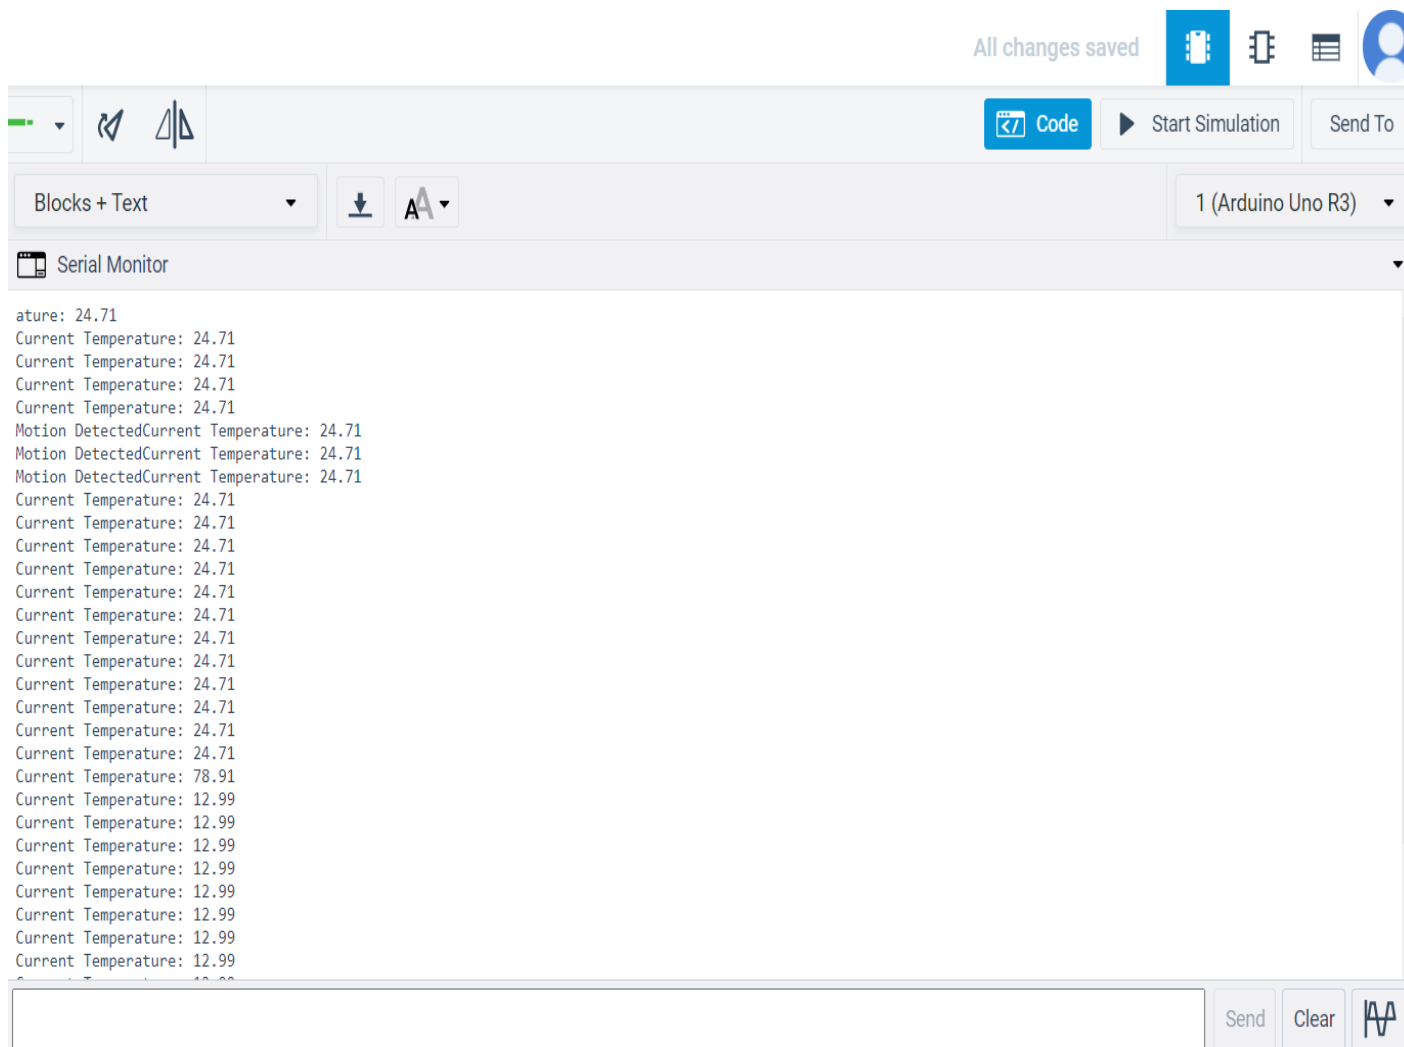 All changes saved
Code
Start Simulation
Send To
Blocks + Text
1 (Arduino Uno R3)
Serial Monitor
ature: 24.71
Current Temperature: 24.71
Current Temperature: 24.71
Current Temperature: 24.71
Current Temperature: 24.71
Motion DetectedCurrent Temperature: 24.71
Motion DetectedCurrent Temperature: 24.71
Motion DetectedCurrent Temperature: 24.71
Current Temperature: 24.71
Current Temperature: 24.71
Current Temperature: 24.71
Current Temperature: 24.71
Current Temperature: 24.71
Current Temperature: 24.71
Current Temperature: 24.71
Current Temperature: 24.71
Current Temperature: 24.71
Current Temperature: 24.71
Current Temperature: 24.71
Current Temperature: 24.71
Current Temperature: 78.91
Current Temperature: 12.99
Current Temperature: 12.99
Current Temperature: 12.99
Current Temperature: 12.99
Current Temperature: 12.99
Current Temperature: 12.99
Current Temperature: 12.99
Current Temperature: 12.99
Send
Clear